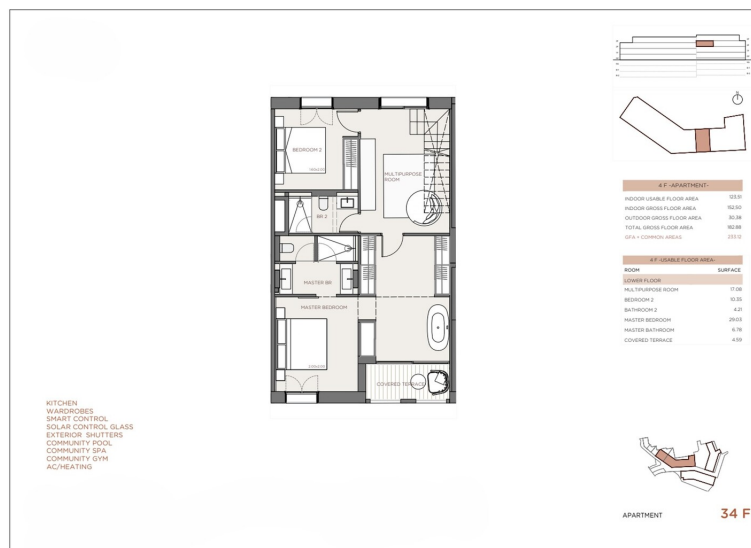 BEDROOM 2
MULTIPURPOSE
ROOM
BR 2
MASTER BR
MASTER BEDROOM
COVERED TERRACE
KITCHEN
WARDROBES
SMART CONTROL
SOLAR CONTROL GLASS
EXTERIOR SHUTTERS
COMMUNITY POOL
COMMUNITY SPA
COMMUNITY GYM
AC/HEATING
N
4 F -APARTMENT-
INDOOR USABLE FLOOR AREA 123.91
INDOOR GROSS FLOOR AREA 152.50
OUTDOOR GROSS FLOOR AREA 30.38
TOTAL GROSS FLOOR AREA 182.88
GFA + COMMON AREAS 233.12
4 F -USABLE FLOOR AREA-
ROOM SURFACE
LOWER FLOOR
MULTIPURPOSE ROOM 17.08
BEDROOM 2 10.35
BATHROOM 2 4.21
MASTER BEDROOM 29.03
MASTER BATHROOM 6.78
COVERED TERRACE 4.59
APARTMENT 34 F